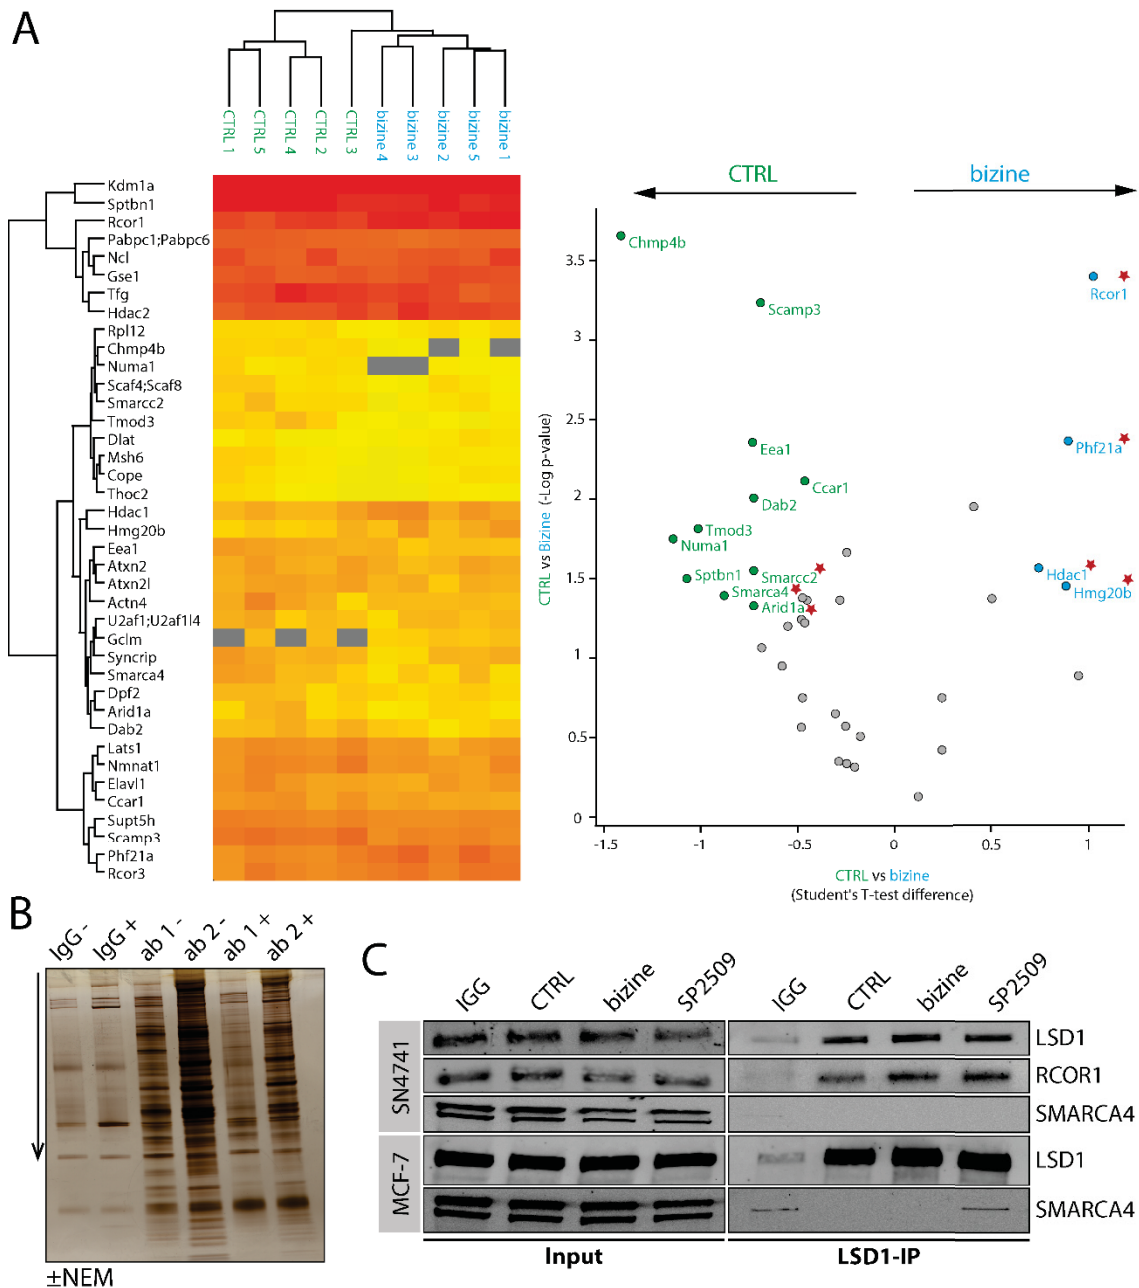 A
CTRL 1
CTRL 5
CTRL 4
CTRL 2
CTRL 3
bizine 4
bizine 3
bizine 2
bizine 5
bizine 1
Kdm1a
Sptbn1
Rcor1
Pabpc1;Pabpc6
Ncl
Gse1
Tfg
Hdac2
Rpl12
Chmp4b
Numa1
Scaf4;Scaf8
Smarcc2
Tmod3
Dlat
Msh6
Cope
Thoc2
Hdac1
Hmg20b
Eea1
Atxn2
Atxn2l
Actn4
U2af1;U2af1l4
Gclm
Syncrip
Smarca4
Dpf2
Arid1a
Dab2
Lats1
Nmnat1
Elavl1
Ccar1
Supt5h
Scamp3
Phf21a
Rcor3
CTRL
bizine
CTRL vs Bizine (-Log p-value)
3.5
3
2.5
2
1.5
1
0.5
0
Chmp4b
Scamp3
Rcor1
Eea1
Phf21a
Ccar1
Dab2
Tmod3
Numa1
Sptbn1
Smarcc2
Smarca4
Arid1a
Hdac1
Hmg20b
-1.5
-1
-0.5
0
0.5
1
CTRL vs bizine
(Student's T-test difference)
B
IgG -
IgG +
ab 1 -
ab 2 -
ab 1 +
ab 2 +
±NEM
C
IGG
CTRL
bizine
SP2509
IGG
CTRL
bizine
SP2509
SN4741
LSD1
RCOR1
SMARCA4
MCF-7
LSD1
SMARCA4
Input
LSD1-IP